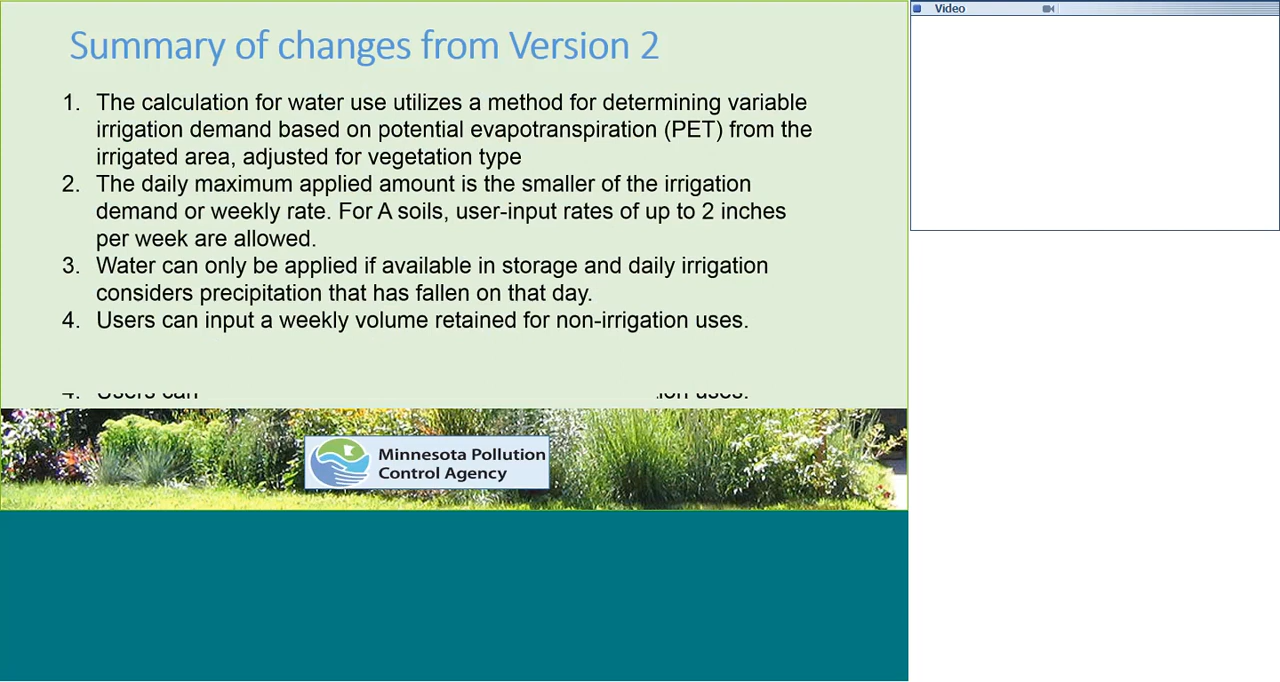 Summary of changes from Version 2
Video
1. The calculation for water use utilizes a method for determining variable
irrigation demand based on potential evapotranspiration (PET) from the
irrigated area, adjusted for vegetation type
2. The daily maximum applied amount is the smaller of the irrigation
demand or weekly rate. For A soils, user-input rates of up to 2 inches
per week are allowed.
3. Water can only be applied if available in storage and daily irrigation
considers precipitation that has fallen on that day.
4. Users can input a weekly volume retained for non-irrigation uses.
4. Users can ion uses.
Minnesota Pollution
Control Agency